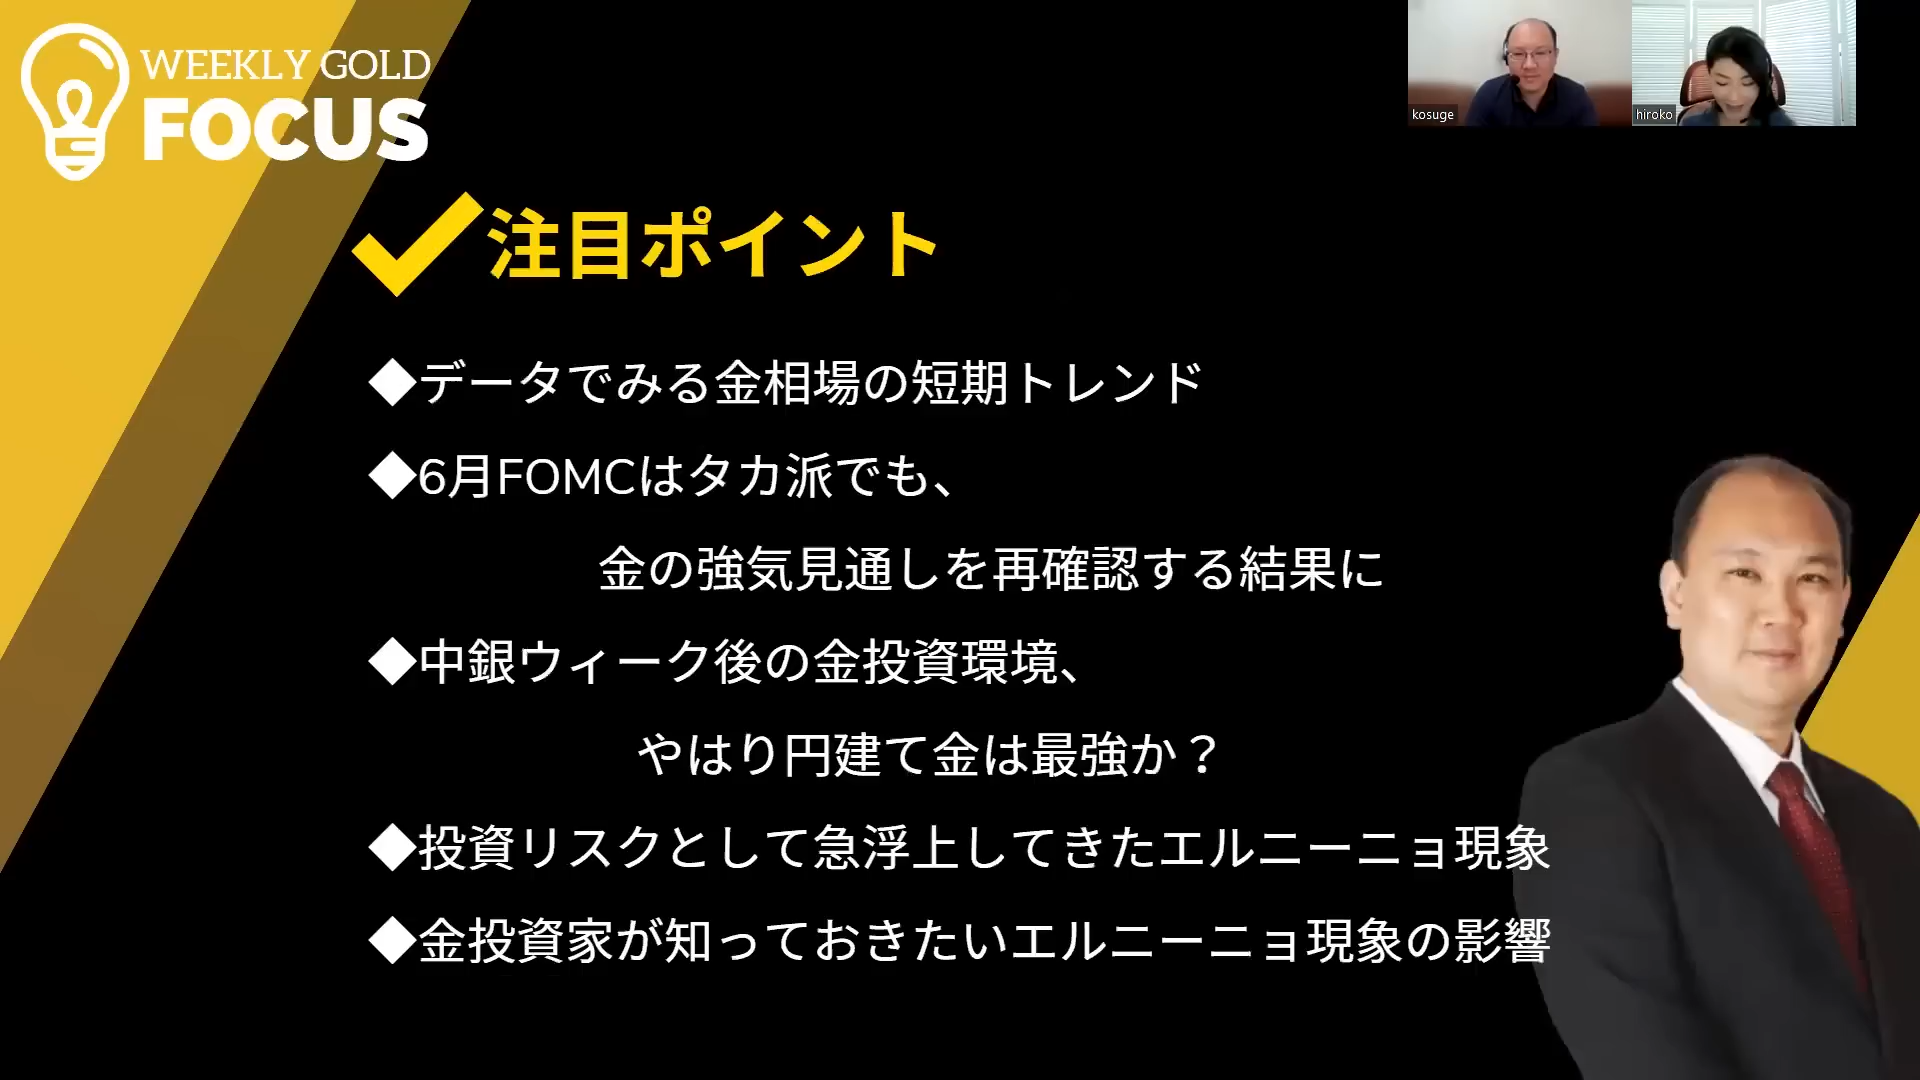 WEEKLY GOLD
FOCUS
kosuge
hiroko
注目ポイント
◆データでみる金相場の短期トレンド
◆6月FOMCはタカ派でも、
金の強気見通しを再確認する結果に
◆中銀ウィーク後の金投資環境、
やはり円建て金は最強か？
◆投資リスクとして急浮上してきたエルニーニョ現象
◆金投資家が知っておきたいエルニーニョ現象の影響